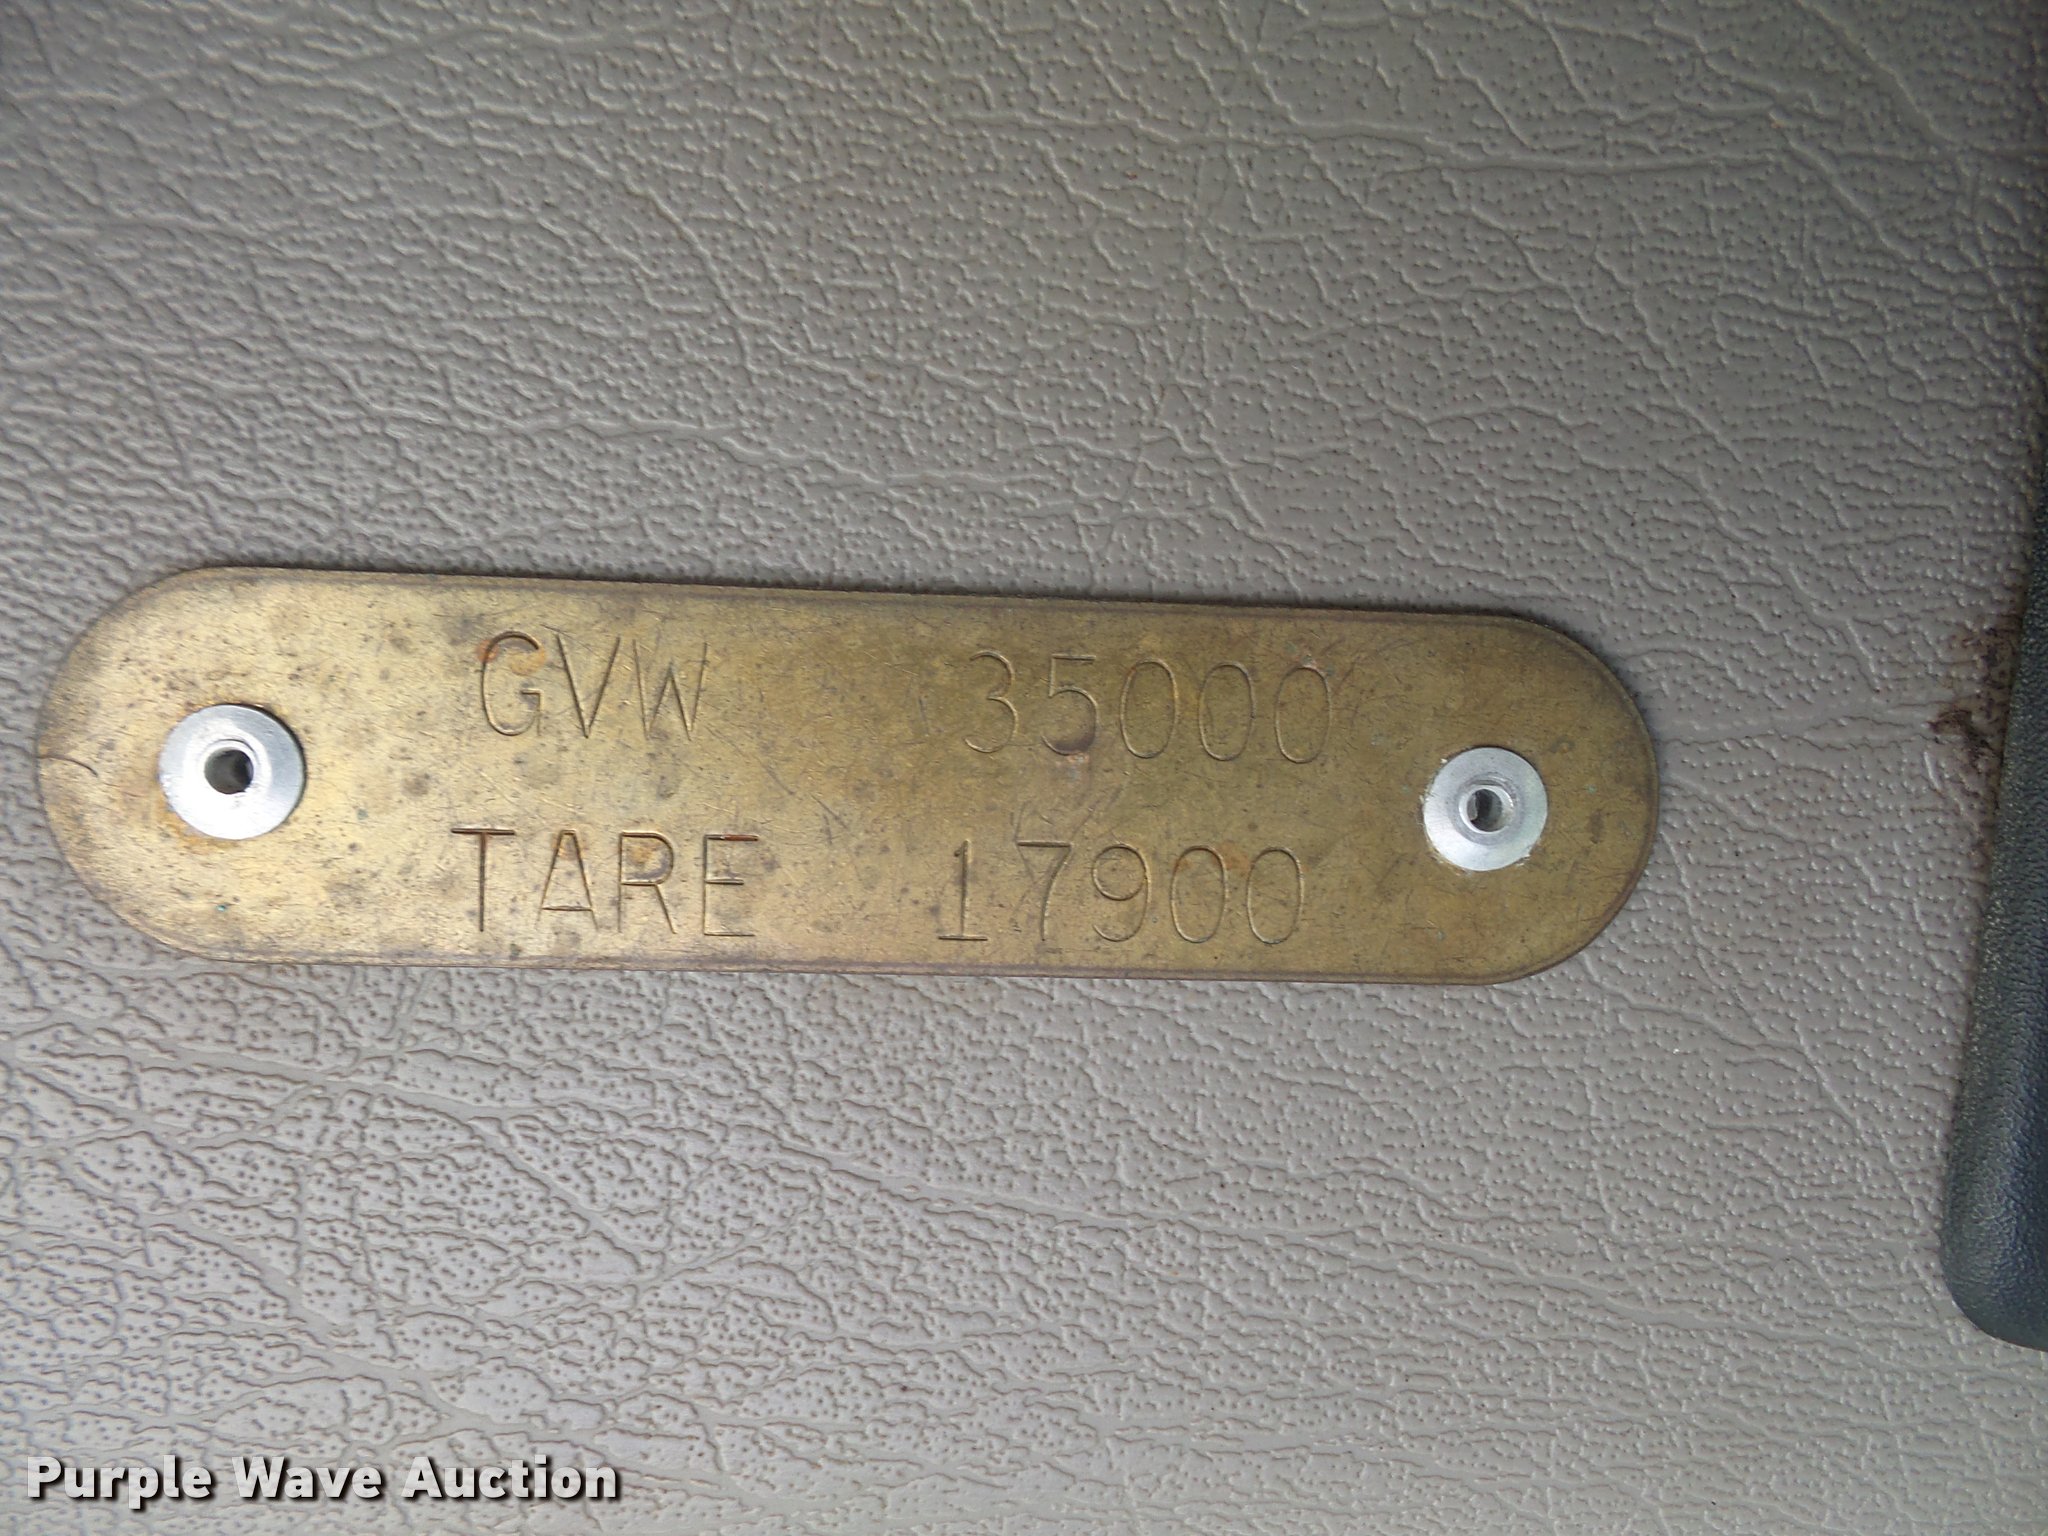 GVW 35000
TARE 17900
Purple Wave Auction